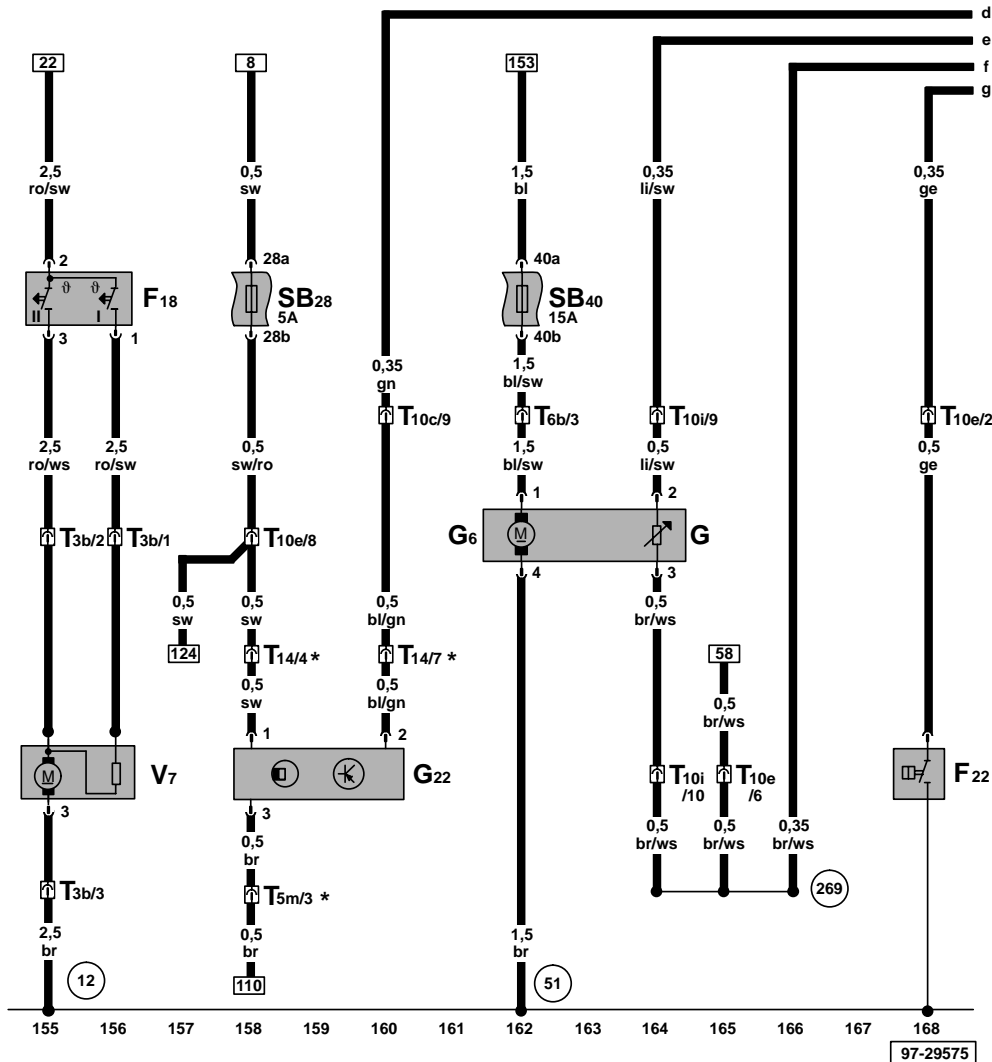 d
e
f
g
22
8
153
2,5
ro/sw
0,5
sw
1,5
bl
0,35
li/sw
0,35
ge
2
28a
40a
ϑ
ϑ
F18
SB28
5A
SB40
15A
II
I
3
1
28b
40b
0,35
gn
1,5
bl/sw
T10c/9
T6b/3
T10i/9
T10e/2
2,5
ro/ws
2,5
ro/sw
0,5
sw/ro
1,5
bl/sw
0,5
li/sw
0,5
ge
1
2
T3b/2
T3b/1
T10e/8
G6
M
G
4
3
0,5
sw
0,5
sw
0,5
bl/gn
0,5
br/ws
124
T14/4 *
T14/7 *
58
0,5
sw
0,5
bl/gn
0,5
br/ws
1
2
M
V7
G22
T10i
/10
T10e
/6
F22
3
3
0,5
br
0,5
br/ws
0,5
br/ws
0,35
br/ws
T3b/3
T5m/3 *
269
2,5
br
0,5
br
1,5
br
12
110
51
155 156 157 158 159 160 161 162 163 164 165 166 167 168
97-29575